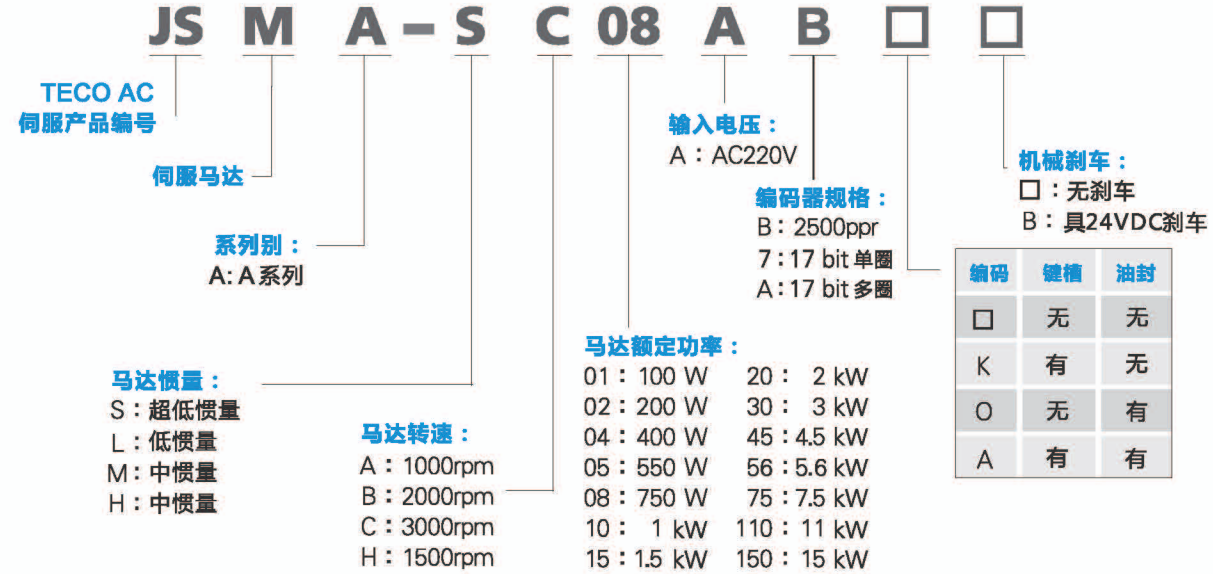 JS M A - S C 08 A B □ □
TECO AC
伺服产品编号
伺服马达
系列别：
A: A 系列
马达惯量：
S：超低惯量
L：低惯量
M：中惯量
H：中惯量
马达转速：
A：1000rpm
B：2000rpm
C：3000rpm
H：1500rpm
马达额定功率：
01：100 W 20：2 kW
02：200 W 30：3 kW
04：400 W 45：4.5 kW
05：550 W 56：5.6 kW
08：750 W 75：7.5 kW
10：1 kW 110：11 kW
15：1.5 kW 150：15 kW
输入电压：
A：AC220V
编码器规格：
B：2500ppr
7：17 bit 单圈
A：17 bit 多圈
机械刹车：
□：无刹车
B：具24VDC刹车
编码 键槽 油封
□ 无 无
K 有 无
O 无 有
A 有 有